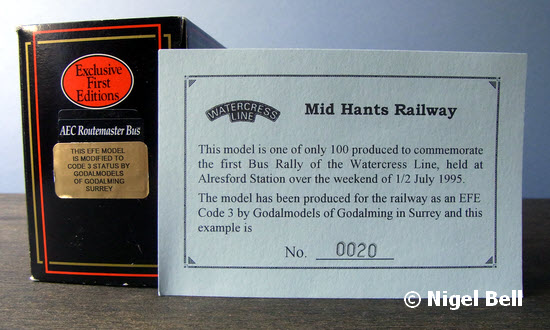 Exclusive
First
Editions
AEC Routemaster Bus
THIS EFE MODEL
IS MODIFIED TO
CODE 3 STATUS BY
GODALMODELS
OF GODALMING
SURREY
WATERCRESS
LINE
Mid Hants Railway
This model is one of only 100 produced to commemorate
the first Bus Rally of the Watercress Line, held at
Alresford Station over the weekend of 1/2 July 1995.
The model has been produced for the railway as an EFE
Code 3 by Godalmodels of Godalming in Surrey and this
example is
No. 0020
© Nigel Bell